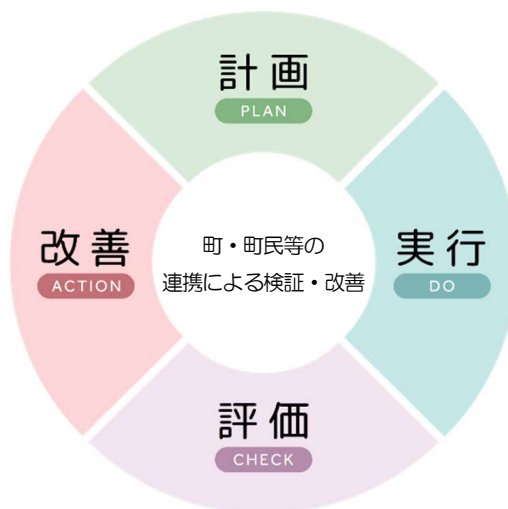 計画
PLAN
改善
ACTION
町・町民等の
連携による検証・改善
実行
DO
評価
CHECK